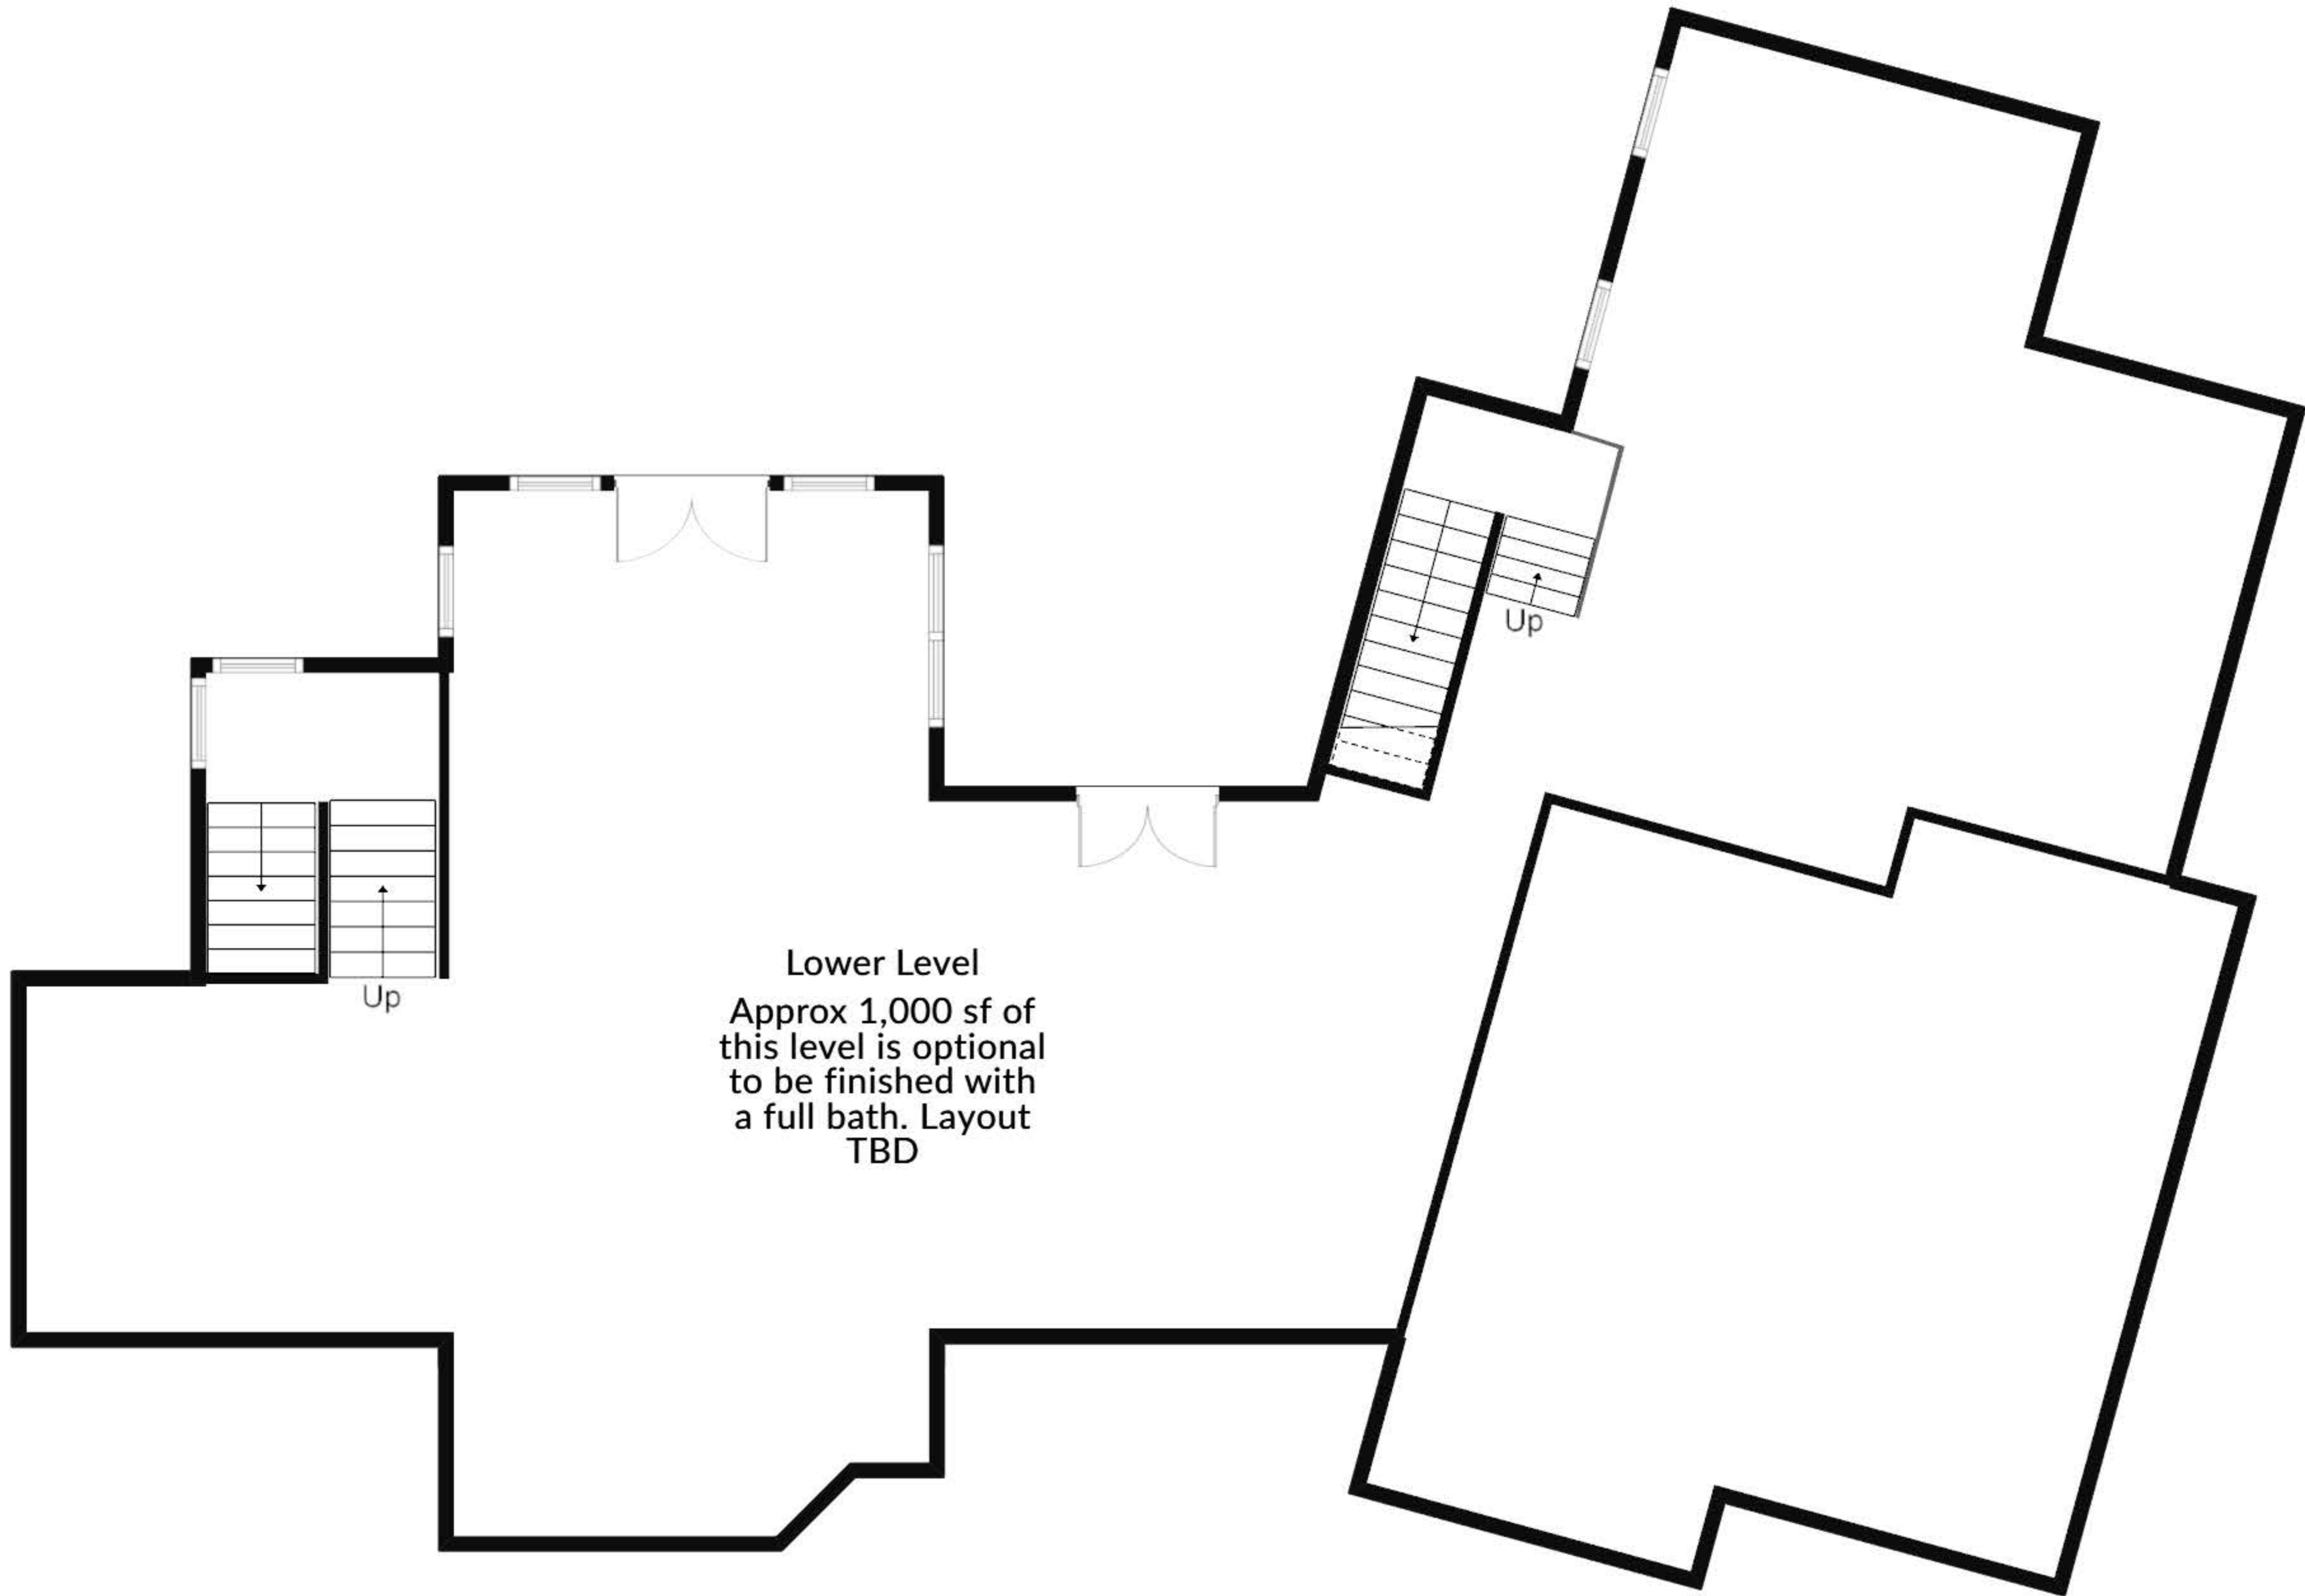 Up
Lower Level
Approx 1,000 sf of
this level is optional
to be finished with
a full bath. Layout
TBD
Up